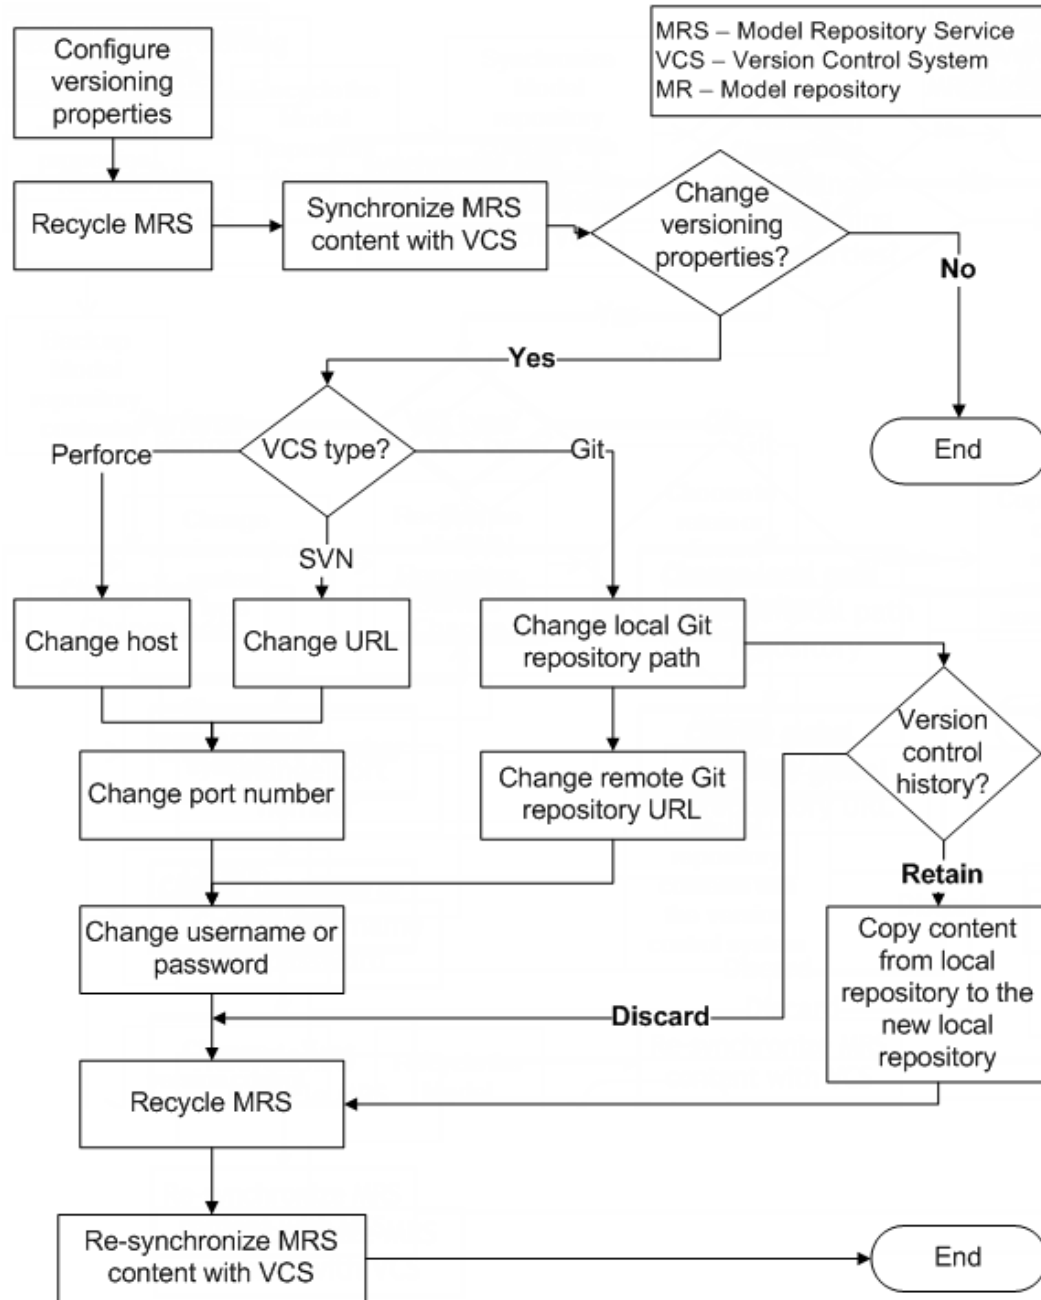 Configure
versioning
properties
MRS – Model Repository Service
VCS – Version Control System
MR – Model repository
Recycle MRS
Synchronize MRS
content with VCS
Change
versioning
properties?
No
Yes
End
Perforce
VCS type?
Git
SVN
Change host
Change URL
Change local Git
repository path
Version
control
history?
Change port number
Change remote Git
repository URL
Retain
Change username or
password
Copy content
from local
repository to the
new local
repository
Discard
Recycle MRS
Re-synchronize MRS
content with VCS
End